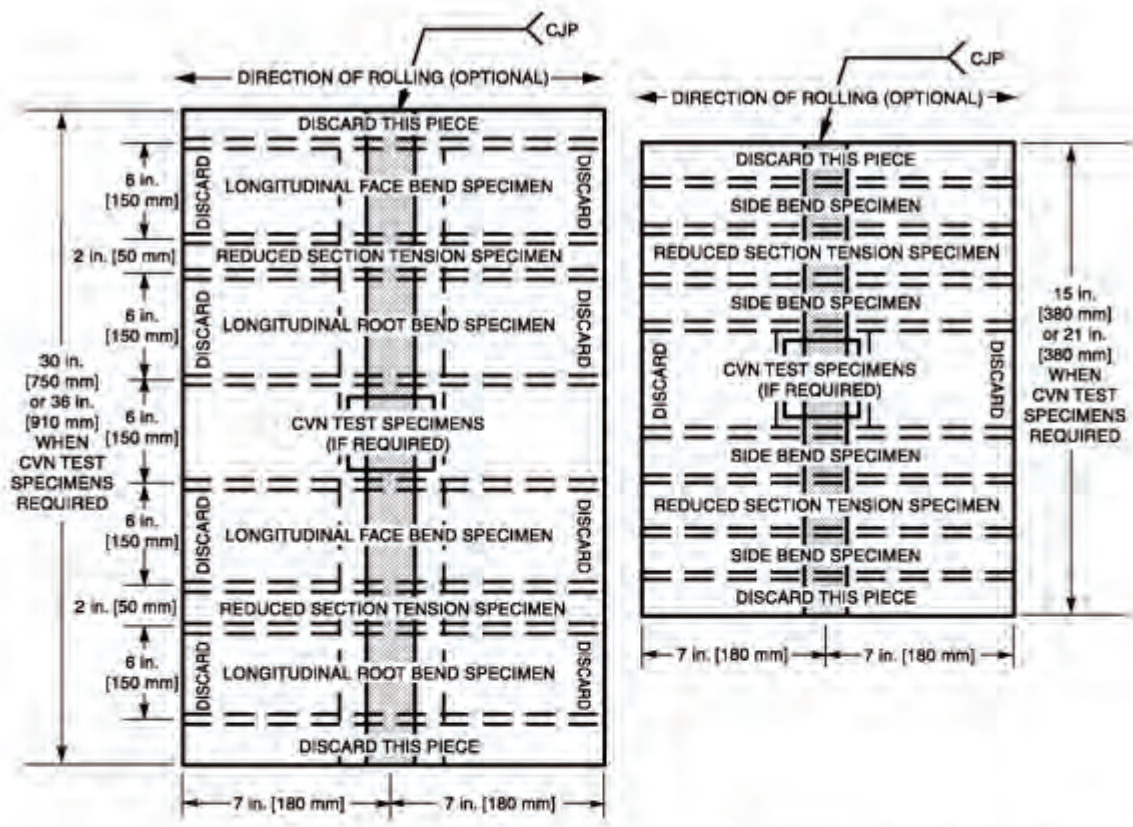 CJP
DIRECTION OF ROLLING (OPTIONAL)
DISCARD THIS PIECE
6 in.
[150 mm]
DISCARD
LONGITUDINAL FACE BEND SPECIMEN
DISCARD
2 in. [50 mm]
REDUCED SECTION TENSION SPECIMEN
6 in.
[150 mm]
DISCARD
LONGITUDINAL ROOT BEND SPECIMEN
DISCARD
30 in.
[750 mm]
or 36 in.
[910 mm]
WHEN
CVN TEST
SPECIMENS
REQUIRED
6 in.
[150 mm]
CVN TEST SPECIMENS
(IF REQUIRED)
6 in.
[150 mm]
DISCARD
LONGITUDINAL FACE BEND SPECIMEN
DISCARD
2 in. [50 mm]
REDUCED SECTION TENSION SPECIMEN
6 in.
[150 mm]
DISCARD
LONGITUDINAL ROOT BEND SPECIMEN
DISCARD
DISCARD THIS PIECE
7 in. [180 mm]
7 in. [180 mm]
CJP
DIRECTION OF ROLLING (OPTIONAL)
DISCARD THIS PIECE
SIDE BEND SPECIMEN
REDUCED SECTION TENSION SPECIMEN
SIDE BEND SPECIMEN
DISCARD
CVN TEST SPECIMENS
(IF REQUIRED)
DISCARD
15 in.
[380 mm]
or 21 in.
[380 mm]
WHEN
CVN TEST
SPECIMENS
REQUIRED
SIDE BEND SPECIMEN
REDUCED SECTION TENSION SPECIMEN
SIDE BEND SPECIMEN
DISCARD THIS PIECE
7 in. [180 mm]
7 in. [180 mm]